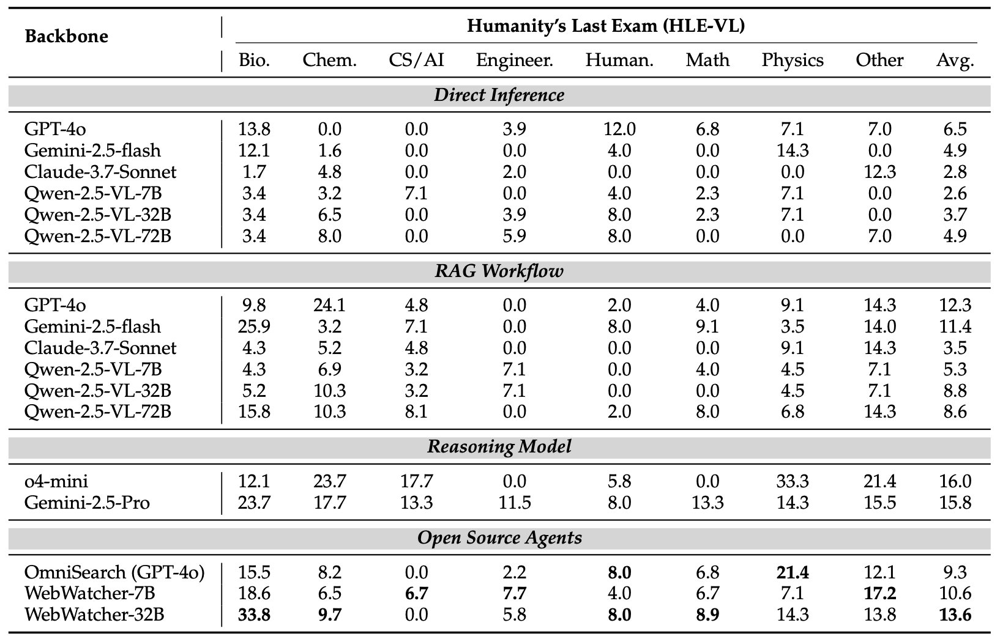 Backbone Humanity's Last Exam (HLE-VL)
Bio. Chem. CS/AI Engineer. Human. Math Physics Other Avg.
Direct Inference
GPT-4o 13.8 0.0 0.0 3.9 12.0 6.8 7.1 7.0 6.5
Gemini-2.5-flash 12.1 1.6 0.0 0.0 4.0 0.0 14.3 0.0 4.9
Claude-3.7-Sonnet 1.7 4.8 0.0 2.0 0.0 0.0 0.0 12.3 2.8
Qwen-2.5-VL-7B 3.4 3.2 7.1 0.0 4.0 2.3 7.1 0.0 2.6
Qwen-2.5-VL-32B 3.4 6.5 0.0 3.9 8.0 2.3 7.1 0.0 3.7
Qwen-2.5-VL-72B 3.4 8.0 0.0 5.9 8.0 0.0 0.0 7.0 4.9
RAG Workflow
GPT-4o 9.8 24.1 4.8 0.0 2.0 4.0 9.1 14.3 12.3
Gemini-2.5-flash 25.9 3.2 7.1 0.0 8.0 9.1 3.5 14.0 11.4
Claude-3.7-Sonnet 4.3 5.2 4.8 0.0 0.0 0.0 9.1 14.3 3.5
Qwen-2.5-VL-7B 4.3 6.9 3.2 7.1 0.0 4.0 4.5 7.1 5.3
Qwen-2.5-VL-32B 5.2 10.3 3.2 7.1 0.0 0.0 4.5 7.1 8.8
Qwen-2.5-VL-72B 15.8 10.3 8.1 0.0 2.0 8.0 6.8 14.3 8.6
Reasoning Model
o4-mini 12.1 23.7 17.7 0.0 5.8 0.0 33.3 21.4 16.0
Gemini-2.5-Pro 23.7 17.7 13.3 11.5 8.0 13.3 14.3 15.5 15.8
Open Source Agents
OmniSearch (GPT-4o) 15.5 8.2 0.0 2.2 8.0 6.8 21.4 12.1 9.3
WebWatcher-7B 18.6 6.5 6.7 7.7 4.0 6.7 7.1 17.2 10.6
WebWatcher-32B 33.8 9.7 0.0 5.8 8.0 8.9 14.3 13.8 13.6